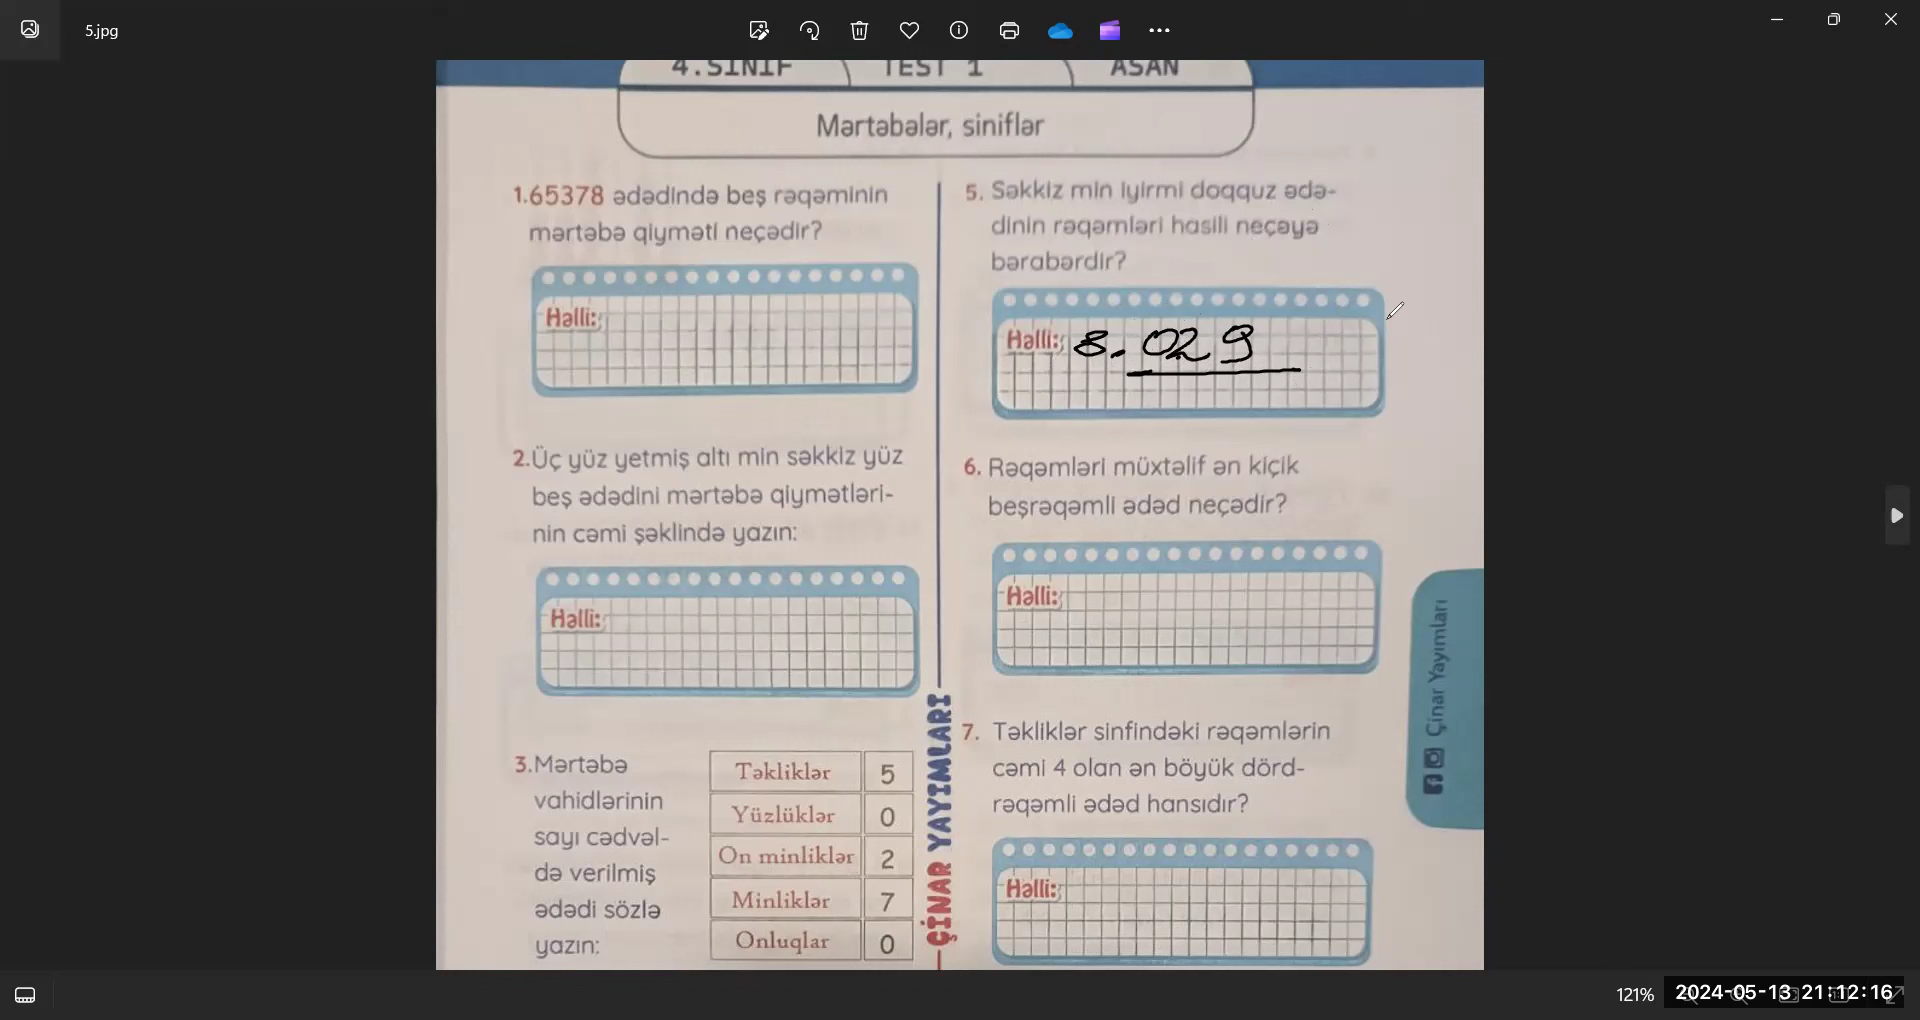 5.jpg
4.SINIF TEST 1 ASAN
Mərtəbələr, siniflər
1.65378 ədədində beş rəqəminin
mərtəbə qiyməti neçədir?
Həlli:
2.Üç yüz yetmiş altı min səkkiz yüz
beş ədədini mərtəbə qiymətləri-
nin cəmi şəklində yazın:
Həlli:
3.Mərtəbə
vahidlərinin
sayı cədvəl-
də verilmiş
ədədi sözlə
yazın:
Təkliklər 5
Yüzlüklər 0
On minliklər 2
Minliklər 7
Onluqlar 0
ÇİNAR YAYIMLARI
5. Səkkiz min iyirmi doqquz ədə-
dinin rəqəmləri hasili neçəyə
bərabərdir?
Həlli: 8.029
6. Rəqəmləri müxtəlif ən kiçik
beşrəqəmli ədəd neçədir?
Həlli:
7. Təkliklər sinfindəki rəqəmlərin
cəmi 4 olan ən böyük dörd-
rəqəmli ədəd hansıdır?
Həlli:
Çinar Yayımları
121%
2024-05-13 21:12:16